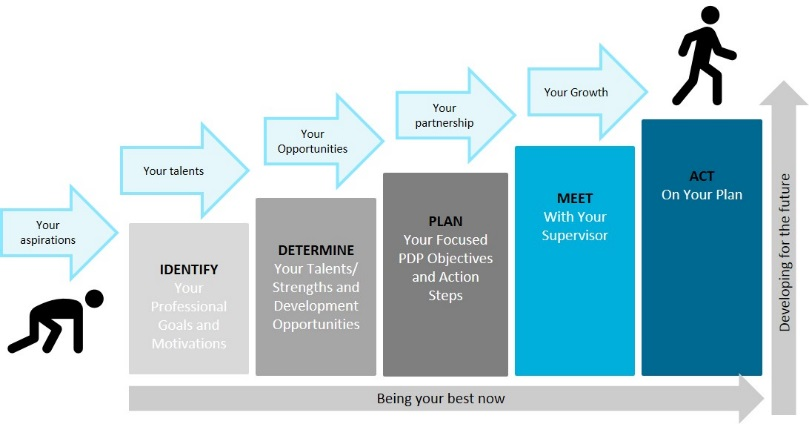 Your
aspirations
Your talents
Your
Opportunities
Your
partnership
Your Growth
IDENTIFY
Your
Professional
Goals and
Motivations
DETERMINE
Your Talents/
Strengths and
Development
Opportunities
PLAN
Your Focused
PDP Objectives
and Action
Steps
MEET
With Your
Supervisor
ACT
On Your Plan
Being your best now
Developing for the future